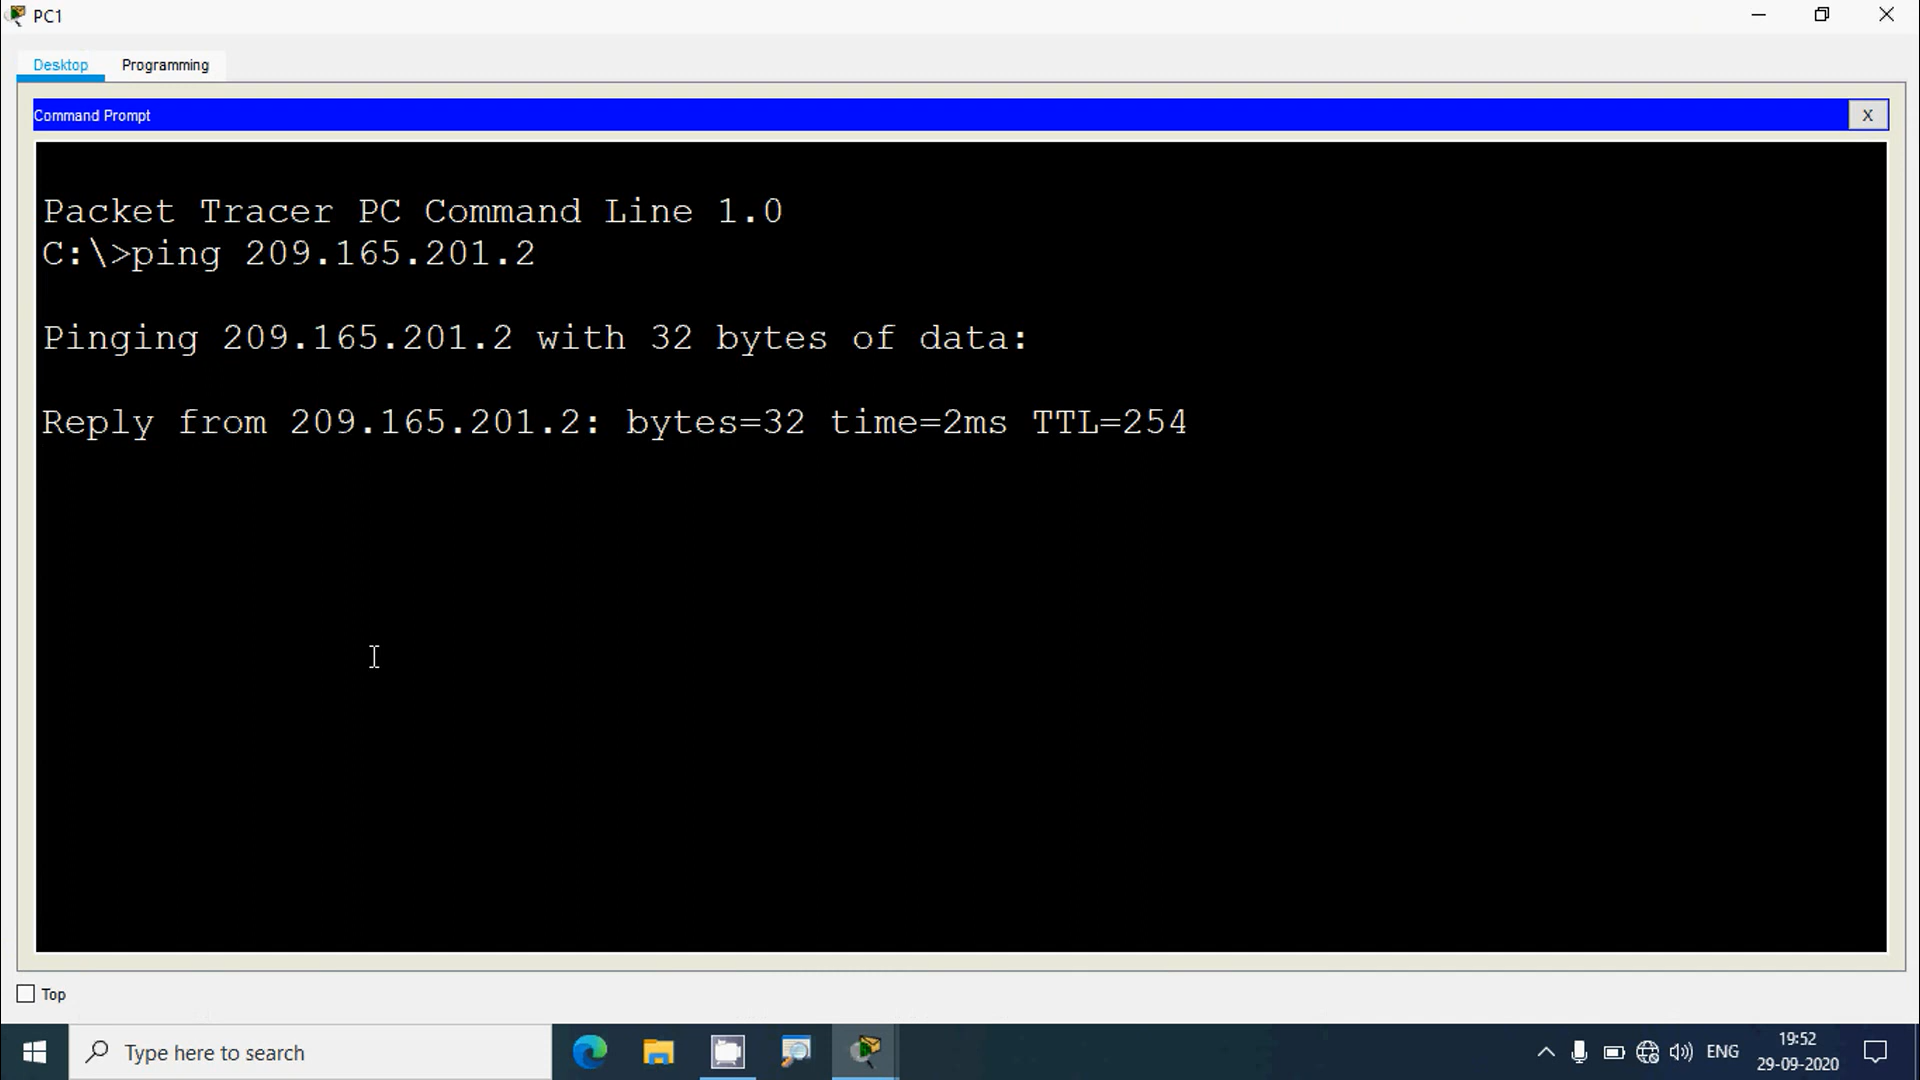 PC1
Desktop Programming
Command Prompt X
Packet Tracer PC Command Line 1.0
C:\>ping 209.165.201.2
Pinging 209.165.201.2 with 32 bytes of data:
Reply from 209.165.201.2: bytes=32 time=2ms TTL=254
Top
Type here to search
ENG
19:52
29-09-2020